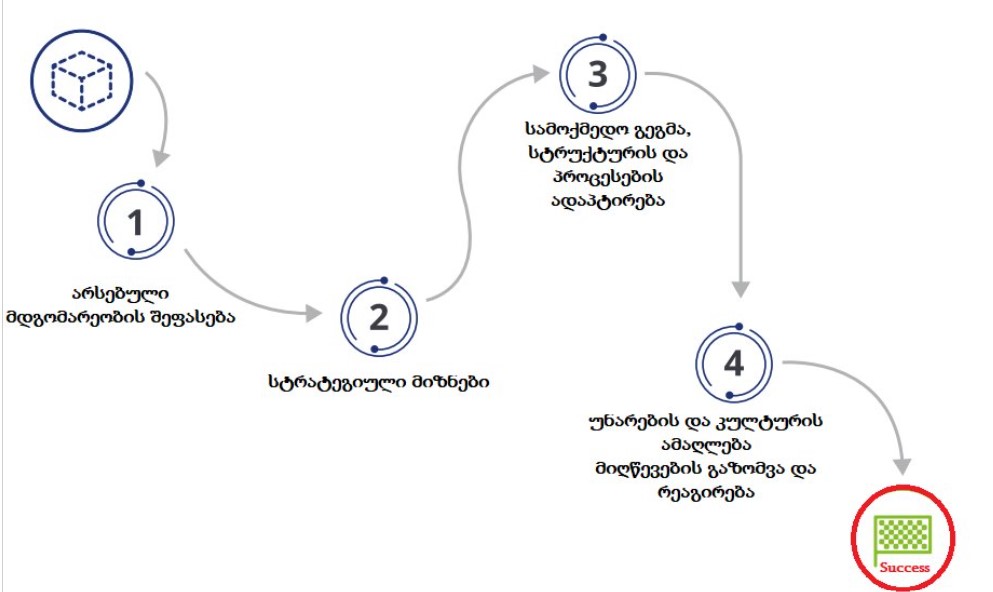 1
არსებული
მდგომარეობის შეფასება
2
სტრატეგიული მიზნები
3
სამოქმედო გეგმა,
სტრუქტურის და
პროცესების
ადაპტირება
4
უნარების და კულტურის
ამაღლება
მიღწევების გაზომვა და
რეაგირება
Success